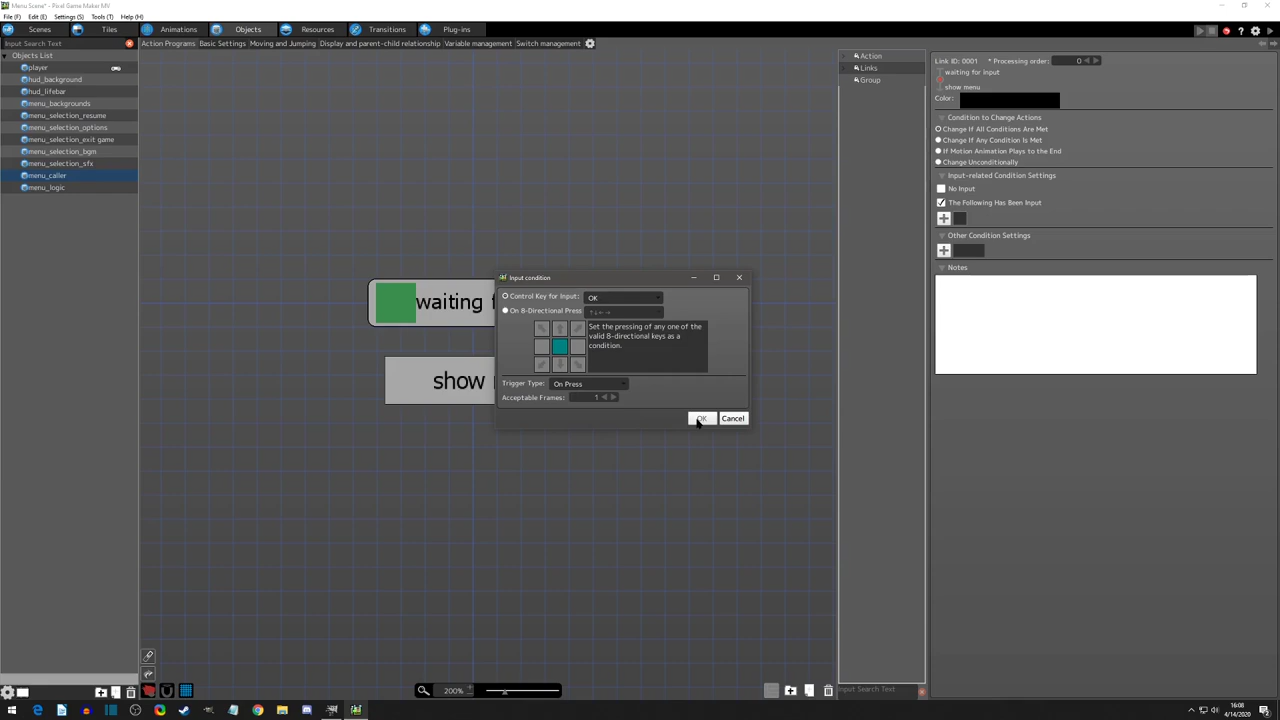 Menu Scene* - Pixel Game Maker MV
File (F) Edit (E) Settings (S) Tools (T) Help (H)
Scenes Tiles Animations Objects Resources Transitions Plug-ins
Input Search Text
Action Programs Basic Settings Moving and Jumping Display and parent-child relationship Variable management Switch management
Objects List
player
hud_background
hud_lifebar
menu_backgrounds
menu_selection_resume
menu_selection_options
menu_selection_exit game
menu_selection_bgm
menu_selection_sfx
menu_caller
menu_logic
waiting f
show
Input condition
Control Key for Input: OK
On 8-Directional Press ↑↓←→
Set the pressing of any one of the
valid 8-directional keys as a
condition.
Trigger Type: On Press
Acceptable Frames: 1
OK Cancel
200%
Action
Links
Group
Input Search Text
Link ID: 0001 * Processing order: 0
waiting for input
show menu
Color:
Condition to Change Actions
Change If All Conditions Are Met
Change If Any Condition Is Met
If Motion Animation Plays to the End
Change Unconditionally
Input-related Condition Settings
No Input
The Following Has Been Input
Other Condition Settings
Notes
16:08
4/14/2020